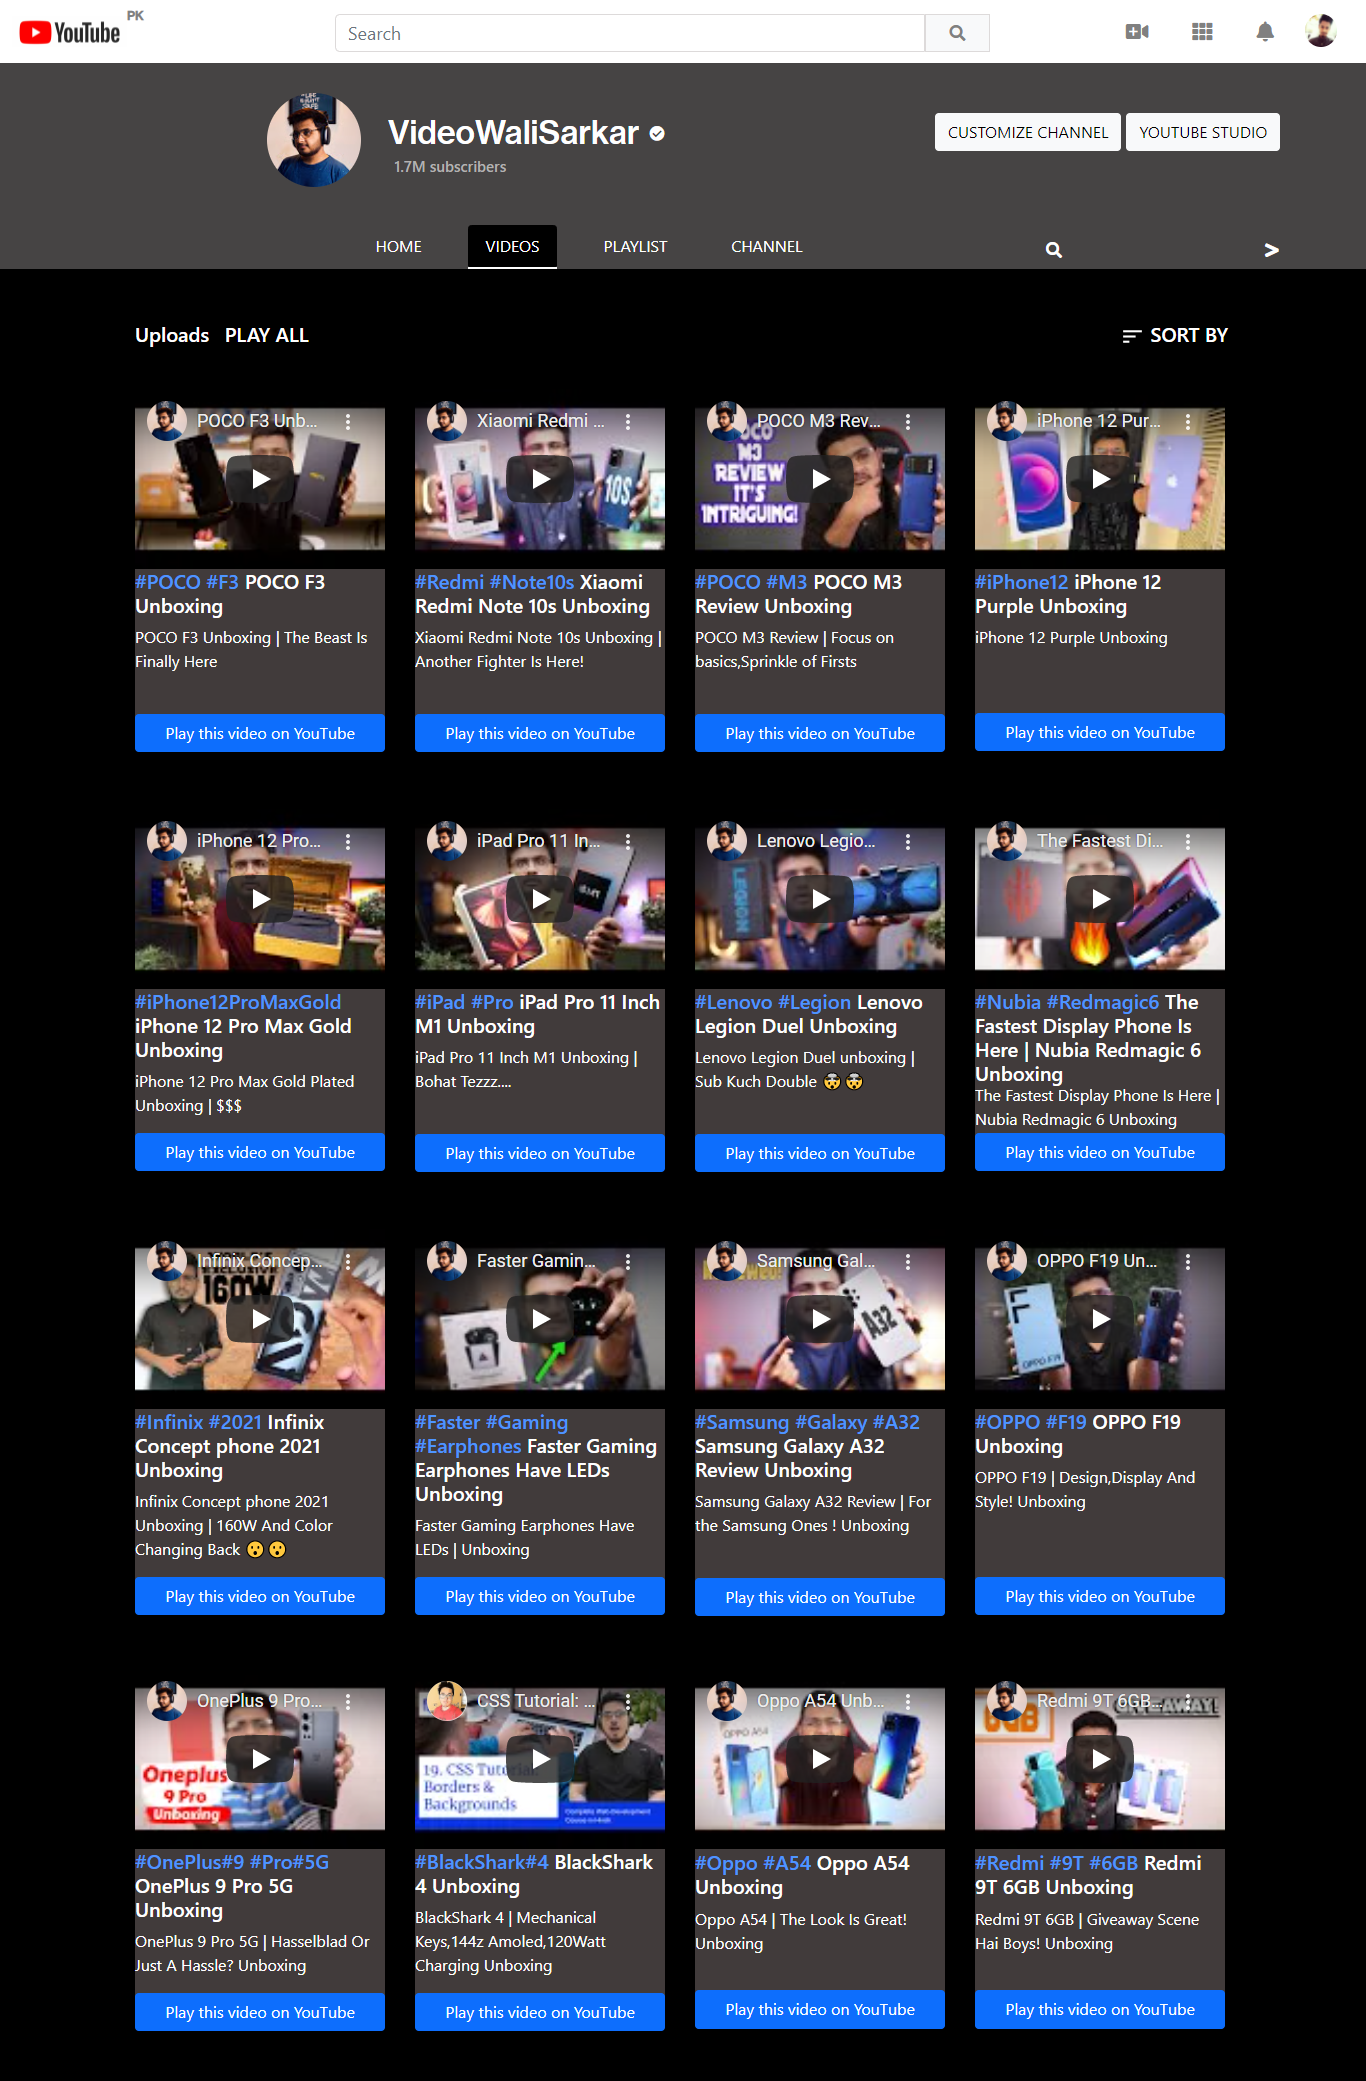 YouTube PK
Search
VideoWaliSarkar
1.7M subscribers
CUSTOMIZE CHANNEL
YOUTUBE STUDIO
HOME
VIDEOS
PLAYLIST
CHANNEL
>
Uploads PLAY ALL
SORT BY
POCO F3 Unb...
#POCO #F3 POCO F3
Unboxing
POCO F3 Unboxing | The Beast Is
Finally Here
Play this video on YouTube
Xiaomi Redmi ...
10S
#Redmi #Note10s Xiaomi
Redmi Note 10s Unboxing
Xiaomi Redmi Note 10s Unboxing |
Another Fighter Is Here!
Play this video on YouTube
POCO M3 Rev...
POCO
M3
REVIEW
IT'S
INTRIGUING!
#POCO #M3 POCO M3
Review Unboxing
POCO M3 Review | Focus on
basics,Sprinkle of Firsts
Play this video on YouTube
iPhone 12 Pur...
#iPhone12 iPhone 12
Purple Unboxing
iPhone 12 Purple Unboxing
Play this video on YouTube
iPhone 12 Pro...
#iPhone12ProMaxGold
iPhone 12 Pro Max Gold
Unboxing
iPhone 12 Pro Max Gold Plated
Unboxing | $$$
Play this video on YouTube
iPad Pro 11 In...
#iPad #Pro iPad Pro 11 Inch
M1 Unboxing
iPad Pro 11 Inch M1 Unboxing |
Bohat Tezzz....
Play this video on YouTube
Lenovo Legio...
LEGION
#Lenovo #Legion Lenovo
Legion Duel Unboxing
Lenovo Legion Duel unboxing |
Sub Kuch Double 🤯🤯
Play this video on YouTube
The Fastest Di...
#Nubia #Redmagic6 The
Fastest Display Phone Is
Here | Nubia Redmagic 6
Unboxing
The Fastest Display Phone Is Here |
Nubia Redmagic 6 Unboxing
Play this video on YouTube
Infinix Concep...
160W
#Infinix #2021 Infinix
Concept phone 2021
Unboxing
Infinix Concept phone 2021
Unboxing | 160W And Color
Changing Back 😮😮
Play this video on YouTube
Faster Gamin...
#Faster #Gaming
#Earphones Faster Gaming
Earphones Have LEDs
Unboxing
Faster Gaming Earphones Have
LEDs | Unboxing
Play this video on YouTube
Samsung Gal...
A32
#Samsung #Galaxy #A32
Samsung Galaxy A32
Review Unboxing
Samsung Galaxy A32 Review | For
the Samsung Ones ! Unboxing
Play this video on YouTube
OPPO F19 Un...
OPPO F19
#OPPO #F19 OPPO F19
Unboxing
OPPO F19 | Design,Display And
Style! Unboxing
Play this video on YouTube
OnePlus 9 Pro...
Oneplus
9 Pro
Unboxing
#OnePlus#9 #Pro#5G
OnePlus 9 Pro 5G
Unboxing
OnePlus 9 Pro 5G | Hasselblad Or
Just A Hassle? Unboxing
Play this video on YouTube
CSS Tutorial: ...
19. CSS Tutorial
Borders &
Backgrounds
Complete Web Development
Course in Hindi
#BlackShark#4 BlackShark
4 Unboxing
BlackShark 4 | Mechanical
Keys,144z Amoled,120Watt
Charging Unboxing
Play this video on YouTube
Oppo A54 Unb...
OPPO A54
#Oppo #A54 Oppo A54
Unboxing
Oppo A54 | The Look Is Great!
Unboxing
Play this video on YouTube
Redmi 9T 6GB...
6GB
GIVEAWAY
#Redmi #9T #6GB Redmi
9T 6GB Unboxing
Redmi 9T 6GB | Giveaway Scene
Hai Boys! Unboxing
Play this video on YouTube